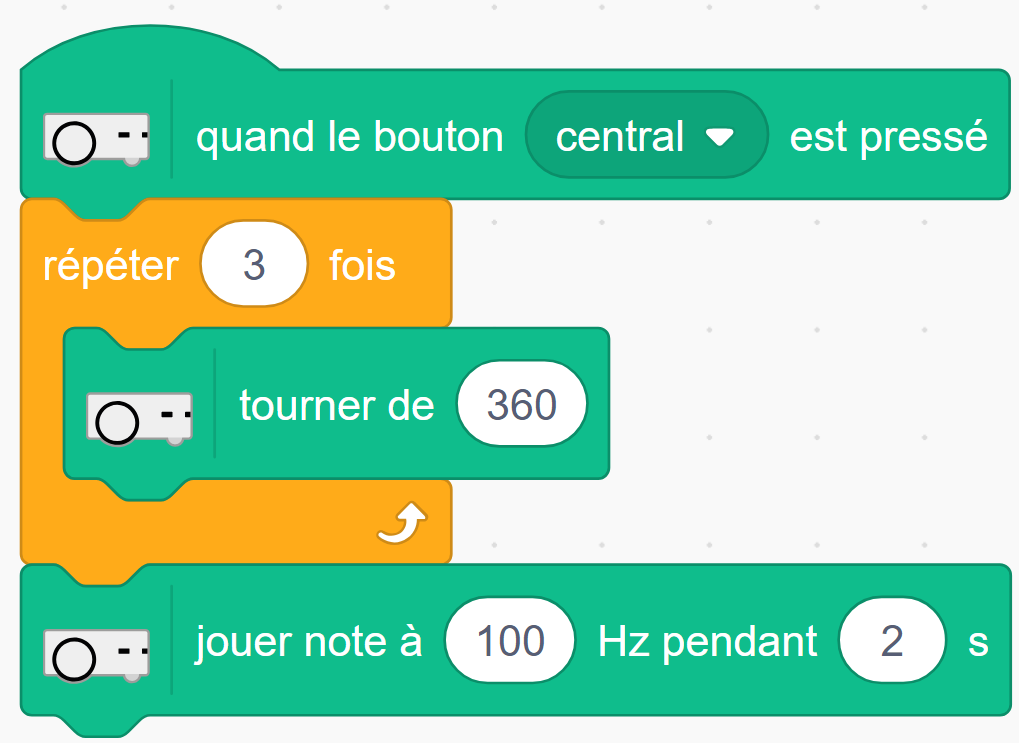 quand le bouton central est pressé
répéter 3 fois
tourner de 360
jouer note à 100 Hz pendant 2 s